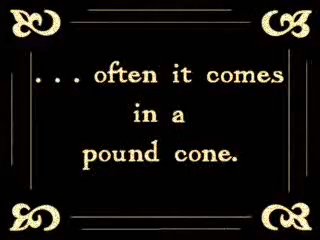 . . . often it comes
in a
pound cone.